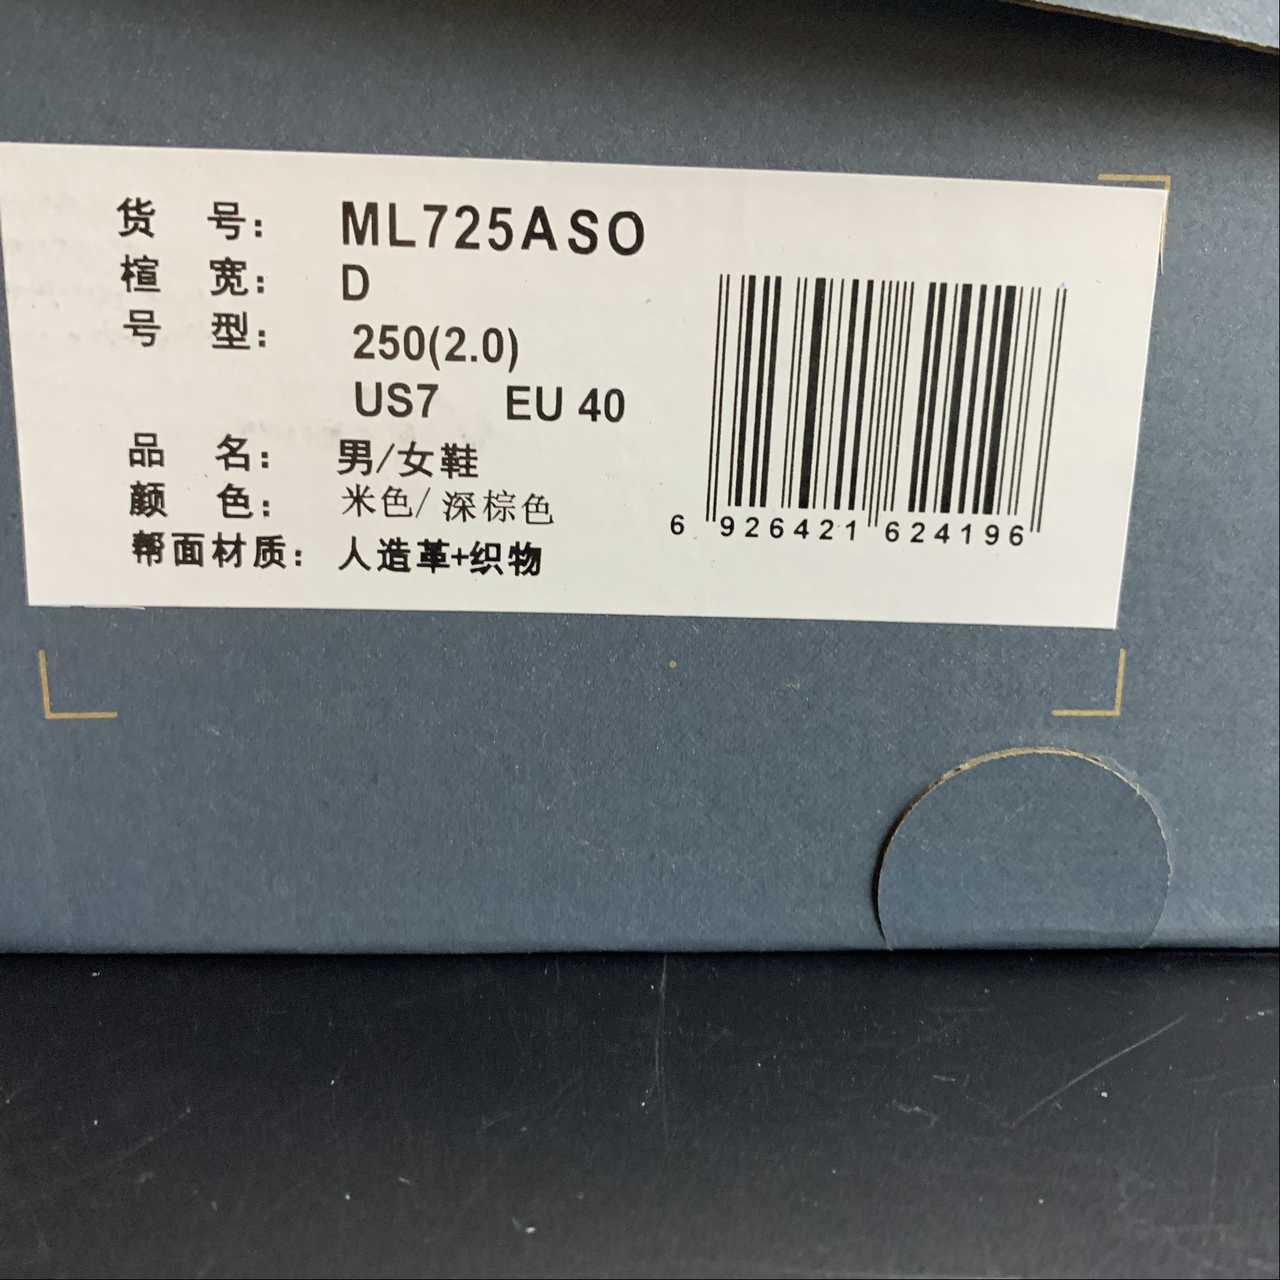 货 号: ML725ASO
楦 宽: D
号 型: 250(2.0)
US7 EU 40
品 名: 男/女鞋
颜 色: 米色/深棕色
帮面材质: 人造革+织物
6 926421 624196